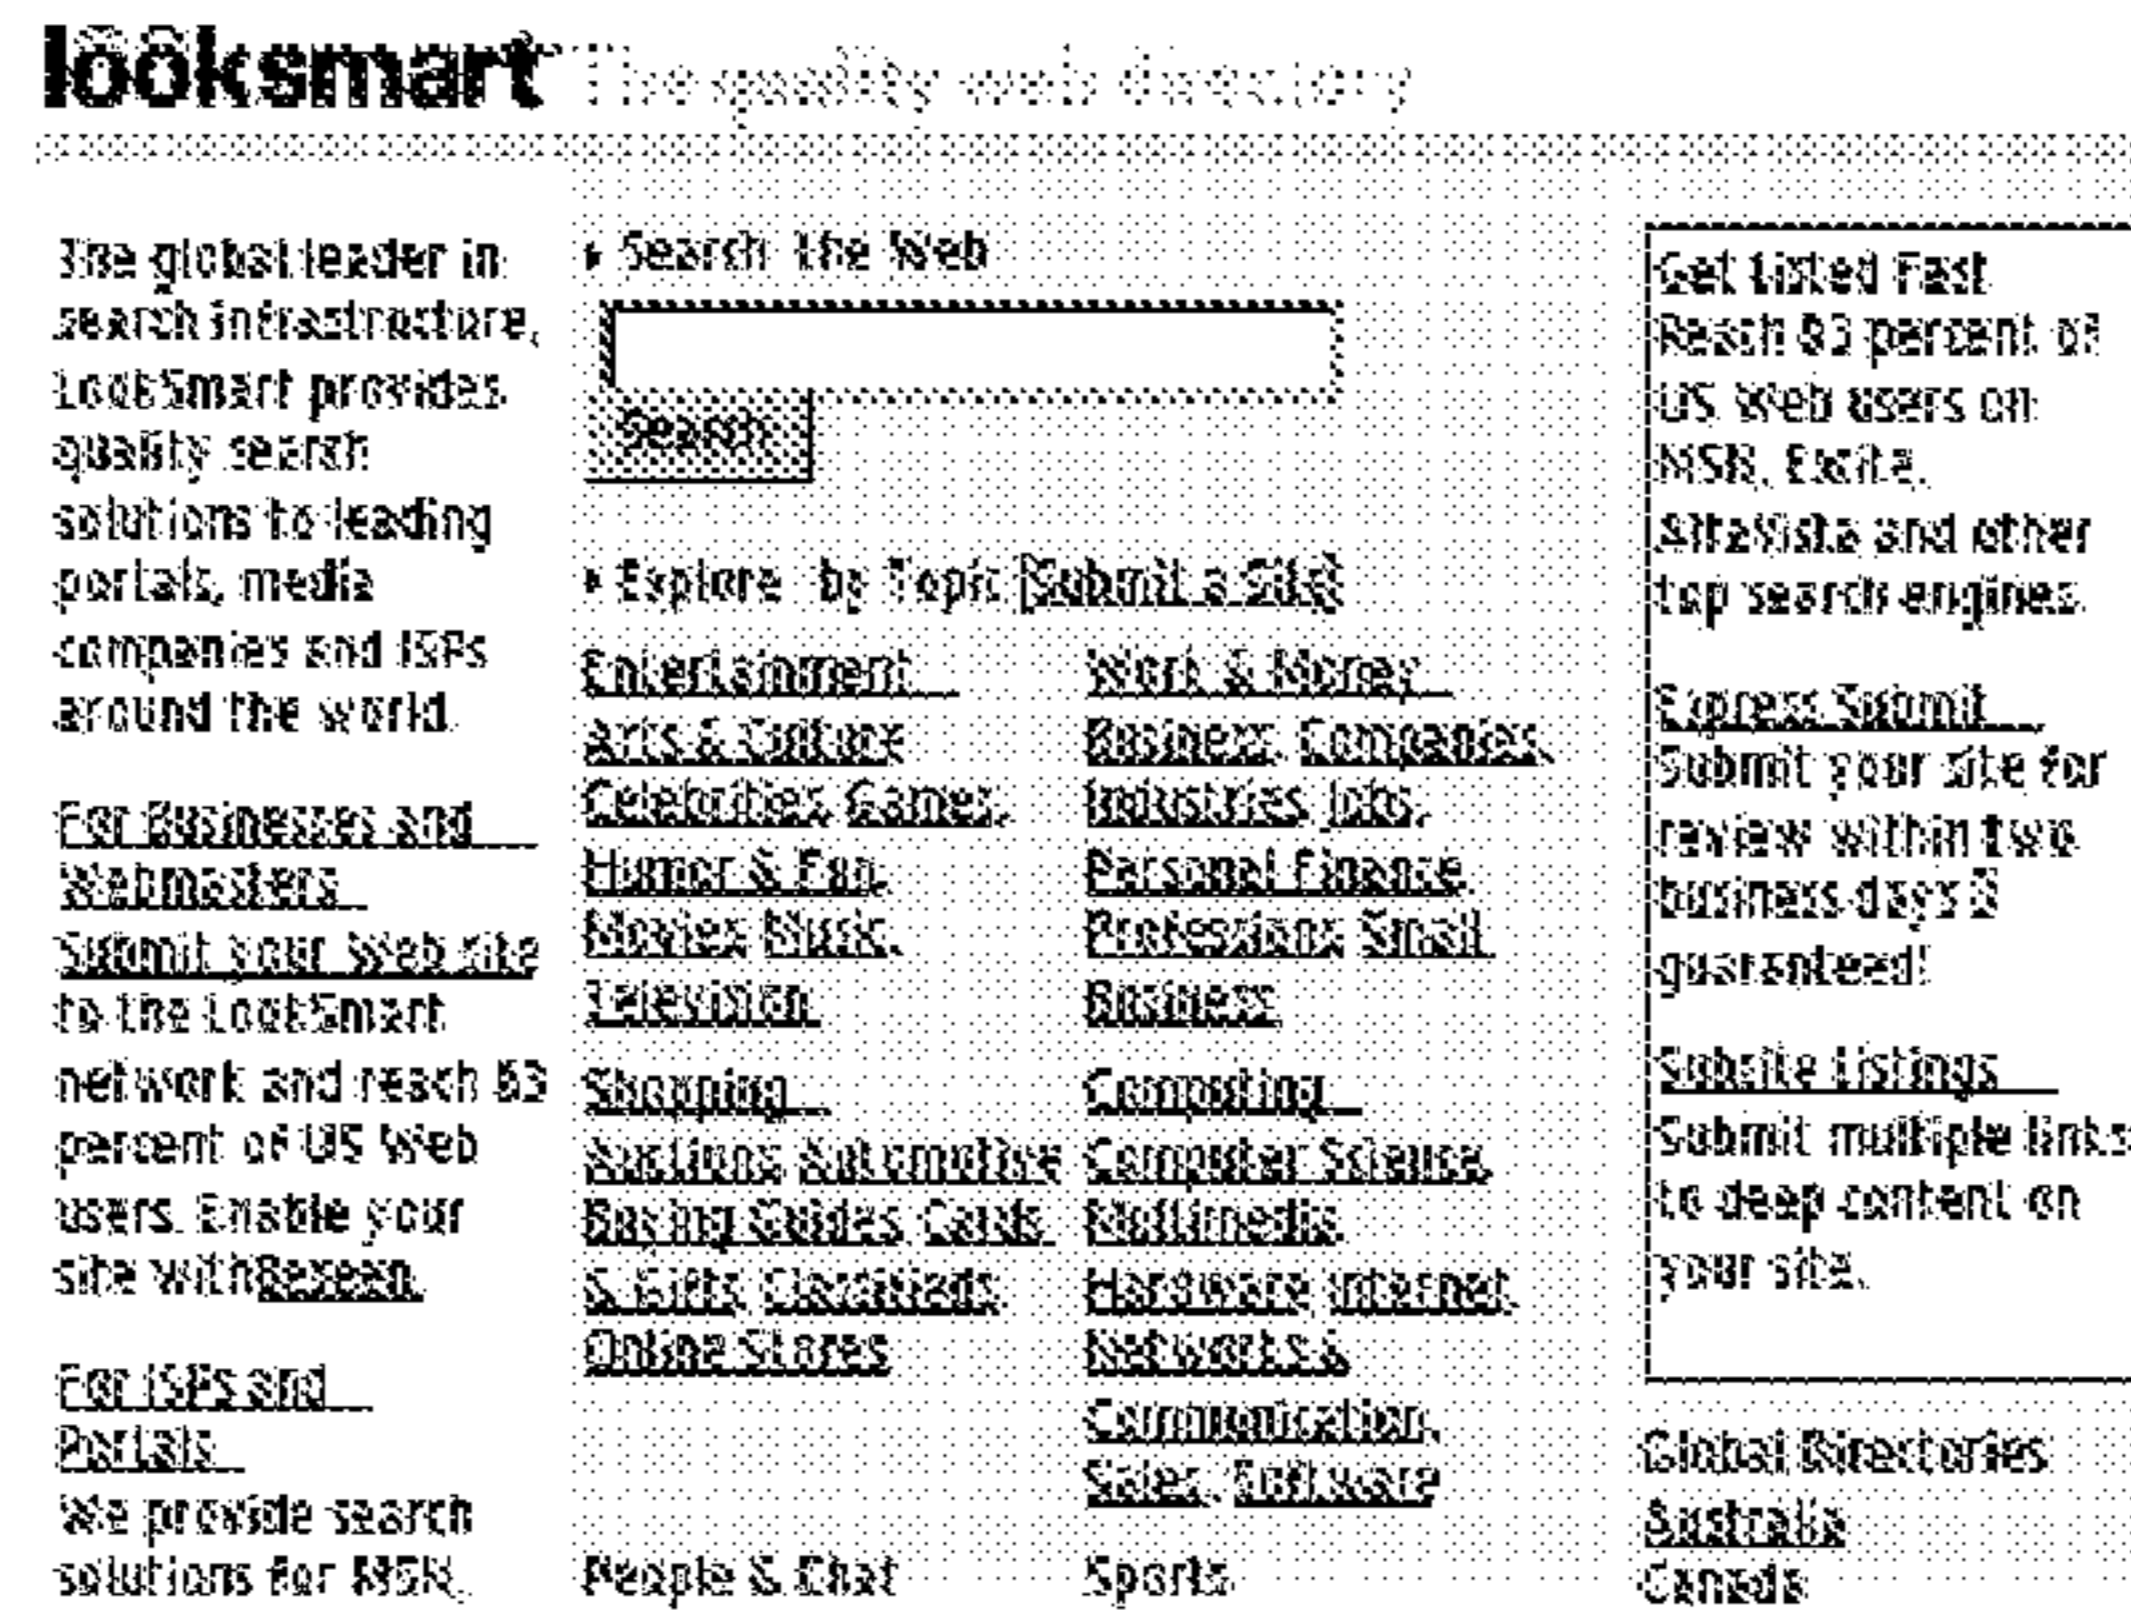 looksmart The quality web directory
The global leader in
search infrastructure,
LookSmart provides
quality search
solutions to leading
portals, media
companies and ISPs
around the world.
For Businesses and
Webmasters
Submit your Web site
to the LookSmart
network and reach 83
percent of US Web
users. Enable your
site with
For ISPs and
Portals
We provide search
solutions for MSN,
Search the Web
Search
Explore by Topic [Submit a Site]
Entertainment
Arts & Culture
Celebrities, Games,
Humor & Fun,
Movies, Music,
Television
Shopping
Auctions, Automotive
Buying Guides, Cards
& Gifts, Classifieds,
Online Stores
People & Chat
Work & Money
Business, Companies,
Industries, Jobs,
Personal Finance,
Professions, Small
Business
Computing
Computer Science,
Multimedia,
Hardware, Internet,
Networks &
Communication,
Sales, Software
Sports
Get Listed Fast
Reach 83 percent of
US Web users on
MSN, Excite,
AltaVista and other
top search engines.
Express Submit
Submit your site for
review within two
business days
guaranteed!
Subsite Listings
Submit multiple links
to deep content on
your site.
Global Directories
Australia
Canada